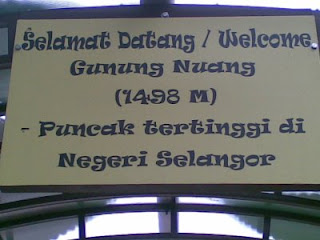 Selamat Datang / Welcome
Gunung Nuang
(1498 M)
- Puncak tertinggi di
Negeri Selangor